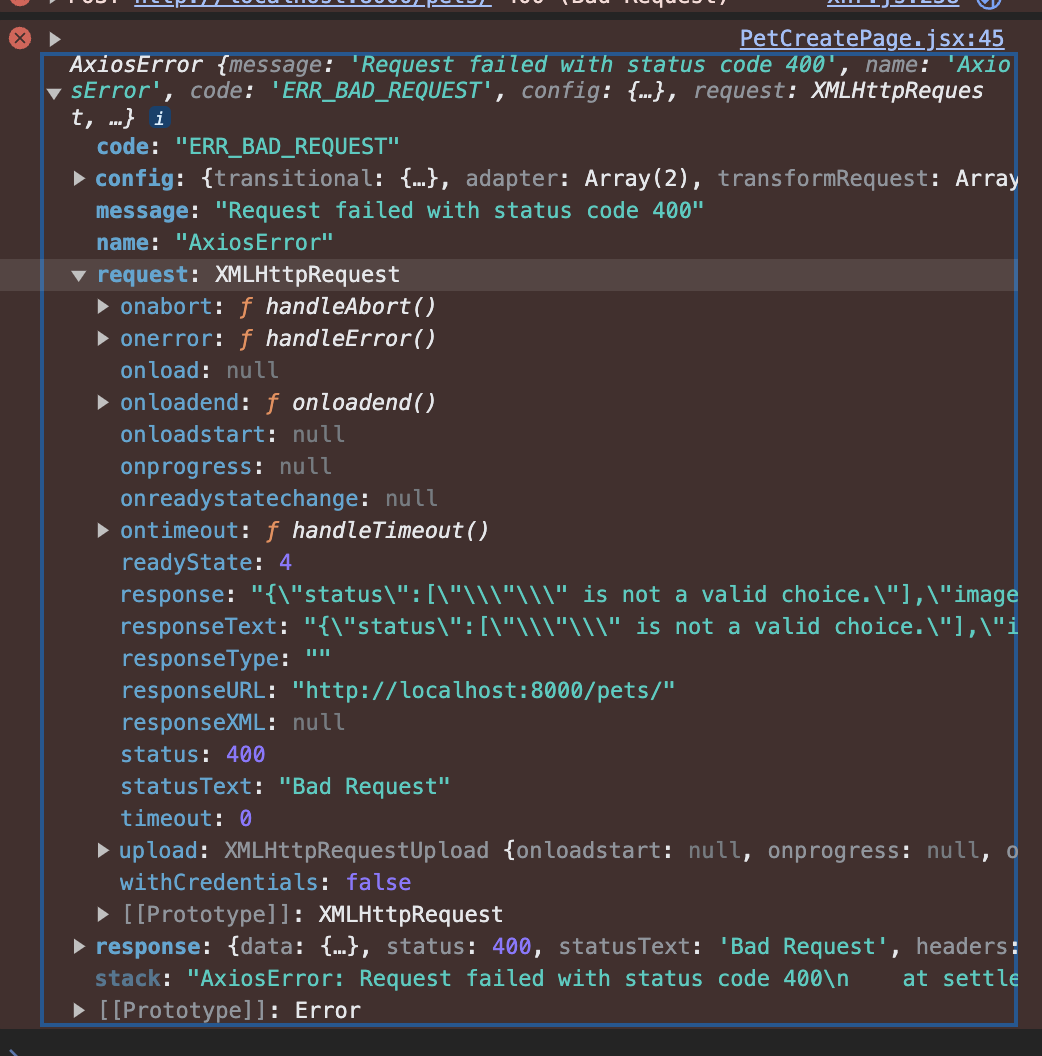 POST http://localhost:8000/pets/ 400 (Bad Request) xhr.js:258
PetCreatePage.jsx:45
AxiosError {message: 'Request failed with status code 400', name: 'Axio
sError', code: 'ERR_BAD_REQUEST', config: {…}, request: XMLHttpReques
t, …} i
code: "ERR_BAD_REQUEST"
config: {transitional: {…}, adapter: Array(2), transformRequest: Array
message: "Request failed with status code 400"
name: "AxiosError"
request: XMLHttpRequest
onabort: ƒ handleAbort()
onerror: ƒ handleError()
onload: null
onloadend: ƒ onloadend()
onloadstart: null
onprogress: null
onreadystatechange: null
ontimeout: ƒ handleTimeout()
readyState: 4
response: "{\"status\":[\"\\\"\\\" is not a valid choice.\"],\"image
responseText: "{\"status\":[\"\\\"\\\" is not a valid choice.\"],\"i
responseType: ""
responseURL: "http://localhost:8000/pets/"
responseXML: null
status: 400
statusText: "Bad Request"
timeout: 0
upload: XMLHttpRequestUpload {onloadstart: null, onprogress: null, o
withCredentials: false
[[Prototype]]: XMLHttpRequest
response: {data: {…}, status: 400, statusText: 'Bad Request', headers:
stack: "AxiosError: Request failed with status code 400\n    at settle
[[Prototype]]: Error